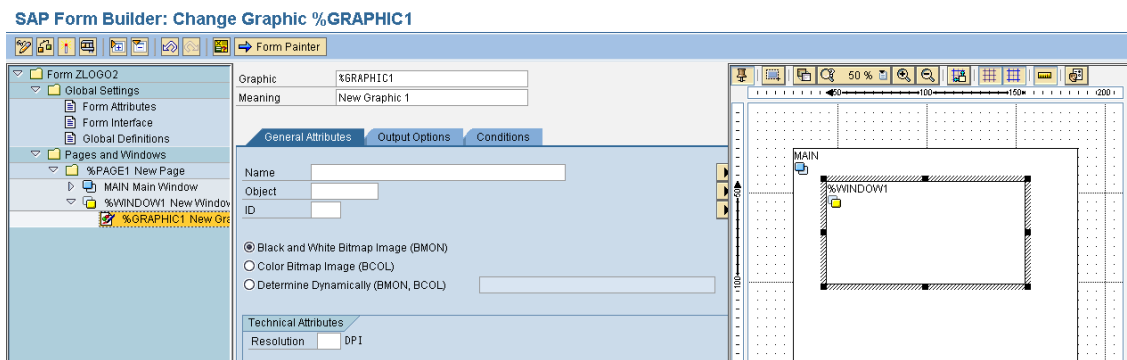 SAP Form Builder: Change Graphic %GRAPHIC1
Form Painter
Form ZLOGO2
Global Settings
Form Attributes
Form Interface
Global Definitions
Pages and Windows
%PAGE1 New Page
MAIN Main Window
%WINDOW1 New Window
%GRAPHIC1 New Gra
Graphic %GRAPHIC1
Meaning New Graphic 1
General Attributes Output Options Conditions
Name
Object
ID
Black and White Bitmap Image (BMON)
Color Bitmap Image (BCOL)
Determine Dynamically (BMON, BCOL)
Technical Attributes
Resolution DPI
50 %
50 100 150 200
MAIN
%WINDOW1
50
100